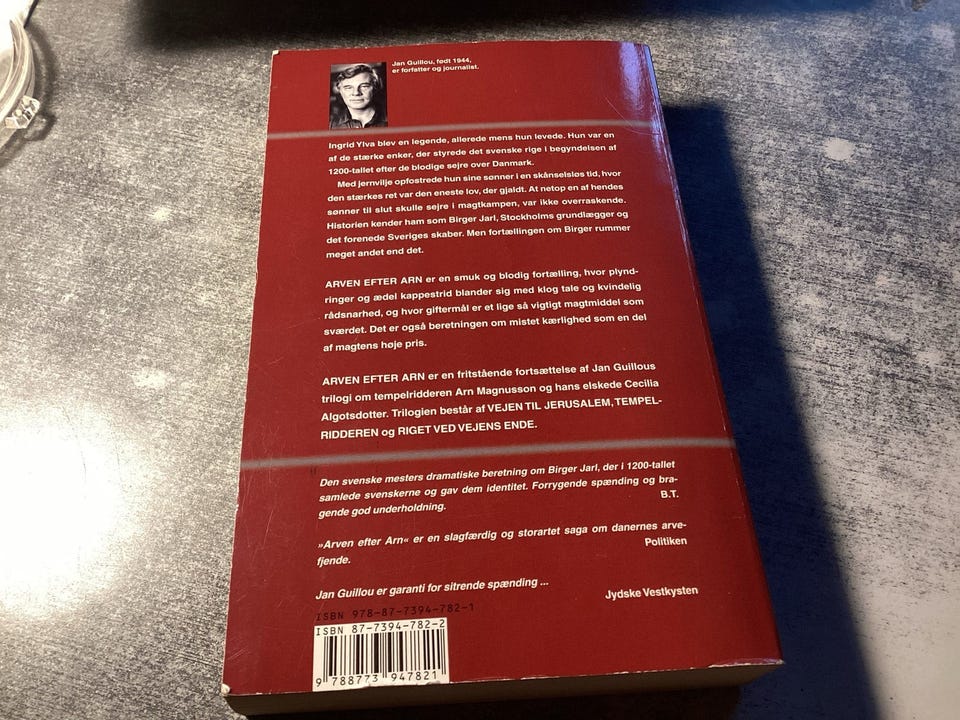 Jan Guillou, født 1944,
er forfatter og journalist.
Ingrid Ylva blev en legende, allerede mens hun levede. Hun var en
af de stærke enker, der styrede det svenske rige i begyndelsen af
1200-tallet efter de blodige sejre over Danmark.
Med jernvilje opfostrede hun sine sønner i en skånselsløs tid, hvor
den stærkes ret var den eneste lov, der gjaldt. At netop en af hendes
sønner til slut skulle sejre i magtkampen, var ikke overraskende.
Historien kender ham som Birger Jarl, Stockholms grundlægger og
det forenede Sveriges skaber. Men fortællingen om Birger rummer
meget andet end det.
ARVEN EFTER ARN er en smuk og blodig fortælling, hvor plynd-
ringer og ædel kappestrid blander sig med klog tale og kvindelig
rådsnarhed, og hvor giftermål er et lige så vigtigt magtmiddel som
sværdet. Det er også beretningen om mistet kærlighed som en del
af magtens høje pris.
ARVEN EFTER ARN er en fritstående fortsættelse af Jan Guillous
trilogi om tempelridderen Arn Magnusson og hans elskede Cecilia
Algotsdotter. Trilogien består af VEJEN TIL JERUSALEM, TEMPEL-
RIDDEREN og RIGET VED VEJENS ENDE.
Den svenske mesters dramatiske beretning om Birger Jarl, der i 1200-tallet
samlede svenskerne og gav dem identitet. Forrygende spænding og bra-
gende god underholdning.
B.T.
»Arven efter Arn« er en slagfærdig og storartet saga om danernes arve-
fjende.
Politiken
Jan Guillou er garanti for sitrende spænding ...
Jydske Vestkysten
ISBN 978-87-7394-782-1
ISBN 87-7394-782-2
9 788773 947821